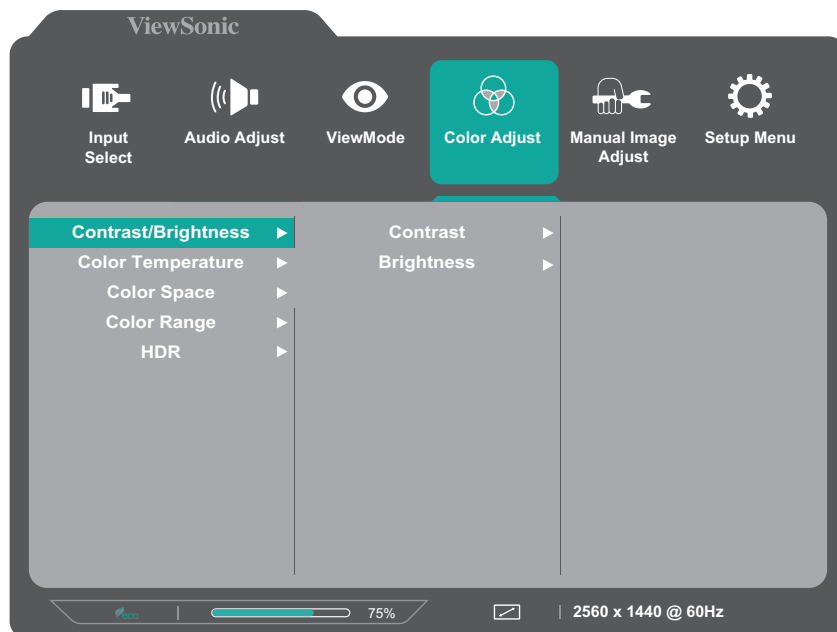 ViewSonic
Input
Select
Audio Adjust
ViewMode
Color Adjust
Manual Image
Adjust
Setup Menu
Contrast/Brightness
Contrast
Color Temperature
Brightness
Color Space
Color Range
HDR
eco
75%
2560 x 1440 @ 60Hz